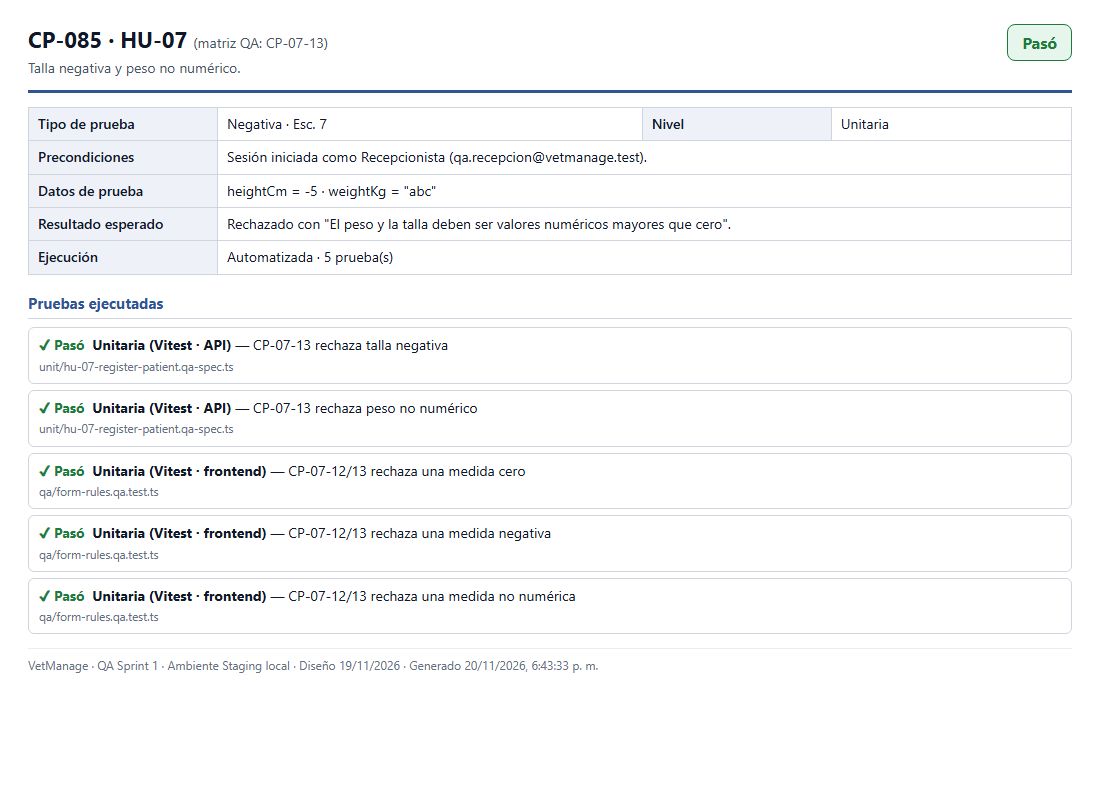 CP-085 · HU-07 (matriz QA: CP-07-13)
Pasó
Talla negativa y peso no numérico.
Tipo de prueba Negativa · Esc. 7 Nivel Unitaria
Precondiciones Sesión iniciada como Recepcionista (qa.recepcion@vetmanage.test).
Datos de prueba heightCm = -5 · weightKg = "abc"
Resultado esperado Rechazado con "El peso y la talla deben ser valores numéricos mayores que cero".
Ejecución Automatizada · 5 prueba(s)
Pruebas ejecutadas
✓ Pasó Unitaria (Vitest · API) — CP-07-13 rechaza talla negativa
unit/hu-07-register-patient.qa-spec.ts
✓ Pasó Unitaria (Vitest · API) — CP-07-13 rechaza peso no numérico
unit/hu-07-register-patient.qa-spec.ts
✓ Pasó Unitaria (Vitest · frontend) — CP-07-12/13 rechaza una medida cero
qa/form-rules.qa.test.ts
✓ Pasó Unitaria (Vitest · frontend) — CP-07-12/13 rechaza una medida negativa
qa/form-rules.qa.test.ts
✓ Pasó Unitaria (Vitest · frontend) — CP-07-12/13 rechaza una medida no numérica
qa/form-rules.qa.test.ts
VetManage · QA Sprint 1 · Ambiente Staging local · Diseño 19/11/2026 · Generado 20/11/2026, 6:43:33 p. m.